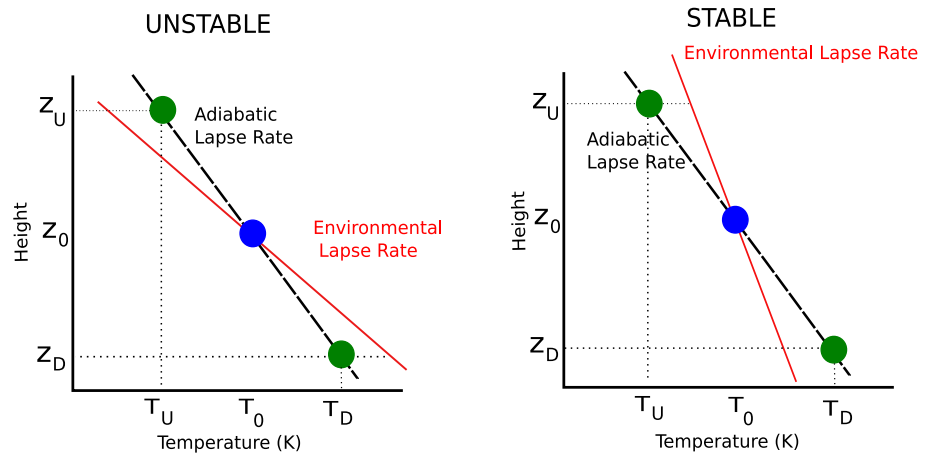 UNSTABLE
Z_U
Adiabatic
Lapse Rate
Z_0
Height
Environmental
Lapse Rate
Z_D
T_U T_0 T_D
Temperature (K)
STABLE
Environmental Lapse Rate
Z_U
Adiabatic
Lapse Rate
Z_0
Height
Z_D
T_U T_0 T_D
Temperature (K)